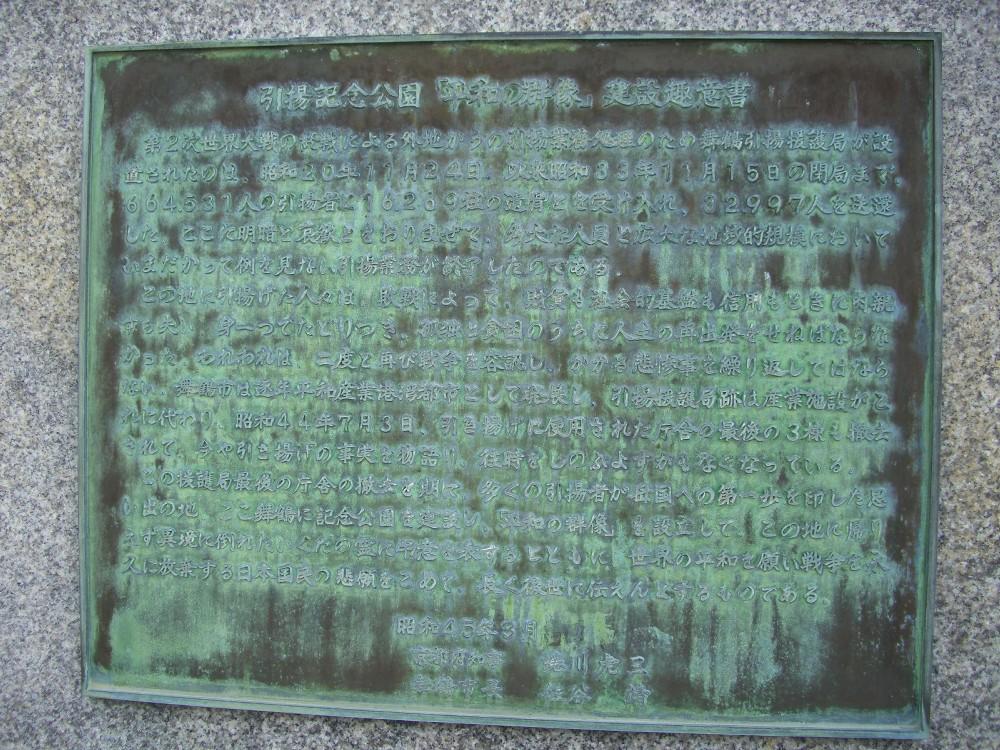 引揚記念公園「平和の群像」建設趣意書
第2次世界大戦の終戦による外地からの引揚業務処理のため舞鶴引揚援護局が設
置されたのは、昭和20年11月24日、以来昭和33年11月15日の閉局まで、
664,531人の引揚者と16,269柱の遺骨とを受け入れ、32,997人を送還
した。ここに明暗と哀歓とをおりまぜて、ぼう大な人員と広大な地域的規模において
いまだかって例を見ない引揚業務が終了したのである
この地に引揚げた人々は、敗戦によって、財貨も社会的基盤も信用もときに肉親
をも失い 身一つでたどりつき、孤独と貧困のうちに人生の再出発をせねばならな
かった われわれは 二度と再び戦争を容認し、かかる悲惨事を繰り返してはなら
ない 舞鶴市は逐年平和産業港湾都市として発展し、引揚援護局跡は産業施設がこ
れに代わり、昭和44年7月3日、引き揚げに使用された庁舎の最後の3棟も撤去
されて、今や引き揚げの事実を物語り、往時をしのぶよすがもなくなっている。
この援護局最後の庁舎の撤去を期に、多くの引揚者が母国への第一歩を印した思
い出の地 ここ舞鶴に記念公園を建設し、「平和の群像」を設立して この地に帰り
えず異境に倒れたいくたの霊に弔意を表するとともに、世界の平和を願い戦争を永
久に放棄する日本国民の悲願をこめて、長く後世に伝えんとするものである。
昭和45年3月
京都府知事 蜷川虎三
舞鶴市長 佐谷